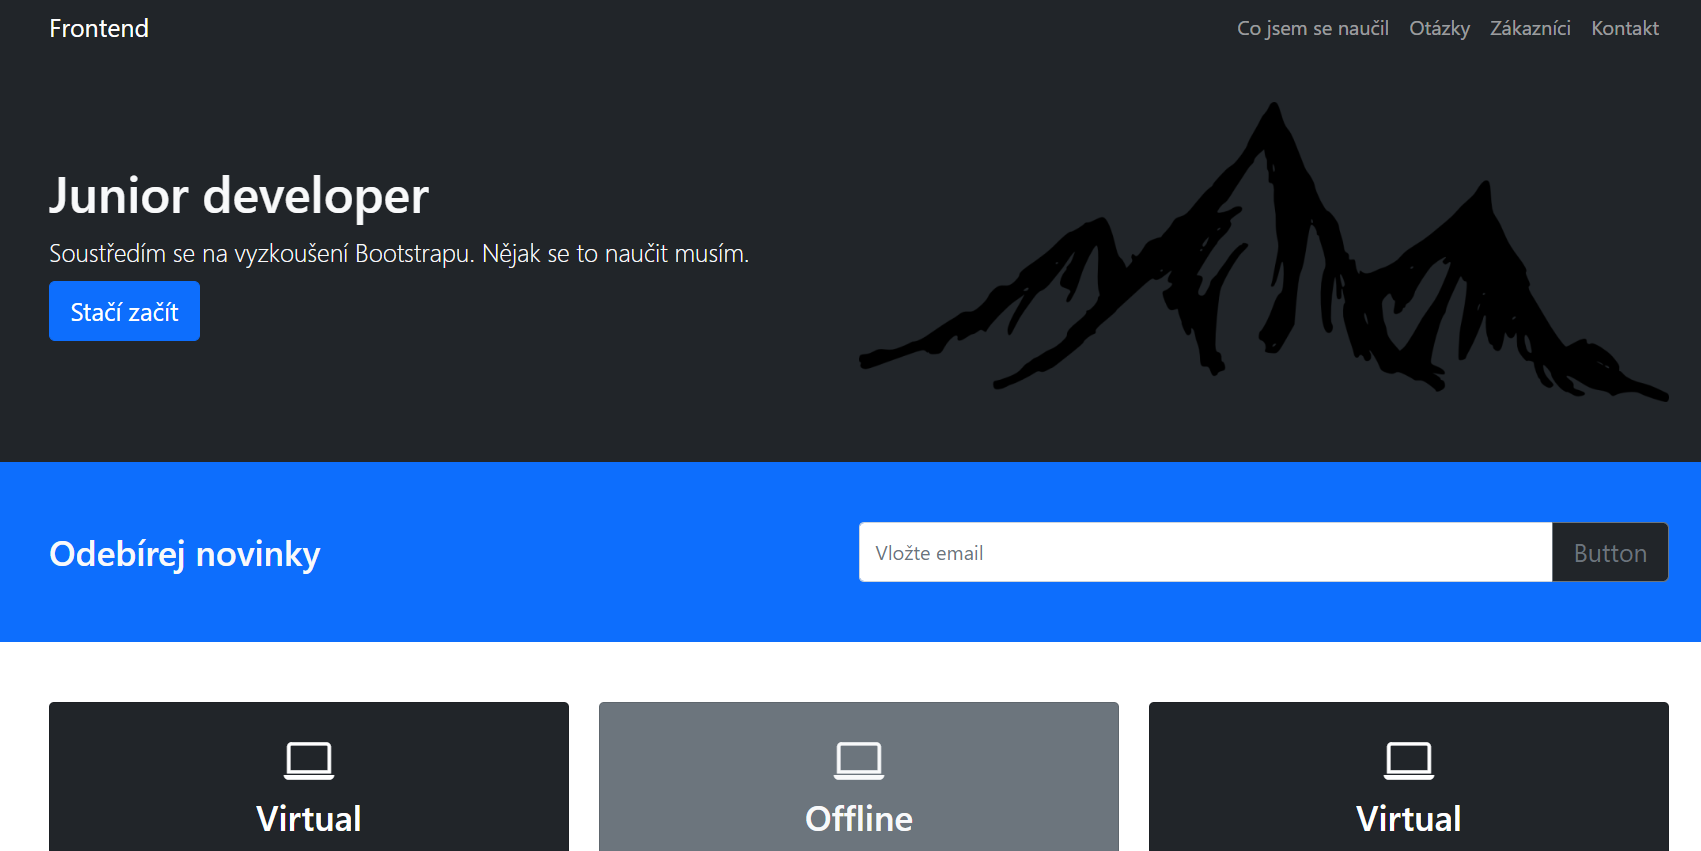 Frontend
Co jsem se naučil Otázky Zákazníci Kontakt
Junior developer
Soustředím se na vyzkoušení Bootstrapu. Nějak se to naučit musím.
Stačí začít
Odebírej novinky
Vložte email
Button
Virtual
Offline
Virtual